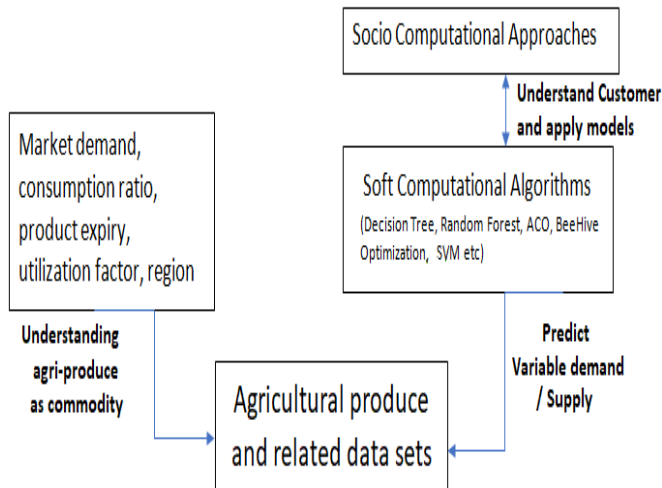 Socio Computational Approaches
Understand Customer
and apply models
Market demand,
consumption ratio,
product expiry,
utilization factor, region
Soft Computational Algorithms
(Decision Tree, Random Forest, ACO, BeeHive
Optimization, SVM etc)
Understanding
agri-produce
as commodity
Predict
Variable demand
/ Supply
Agricultural produce
and related data sets